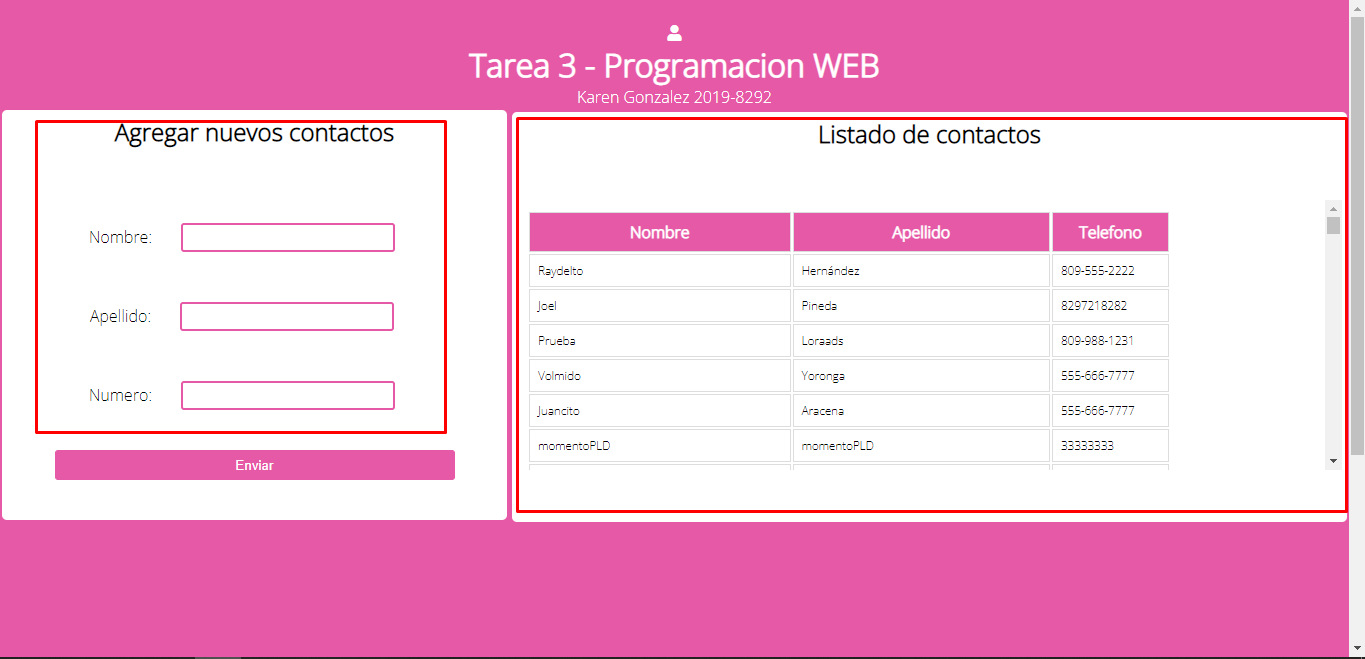 Tarea 3 - Programacion WEB
Karen Gonzalez 2019-8292
Agregar nuevos contactos
Nombre:
Apellido:
Numero:
Enviar
Listado de contactos
Nombre Apellido Telefono
Raydelto Hernández 809-555-2222
Joel Pineda 8297218282
Prueba Loraads 809-988-1231
Volmido Yoronga 555-666-7777
Juancito Aracena 555-666-7777
momentoPLD momentoPLD 33333333